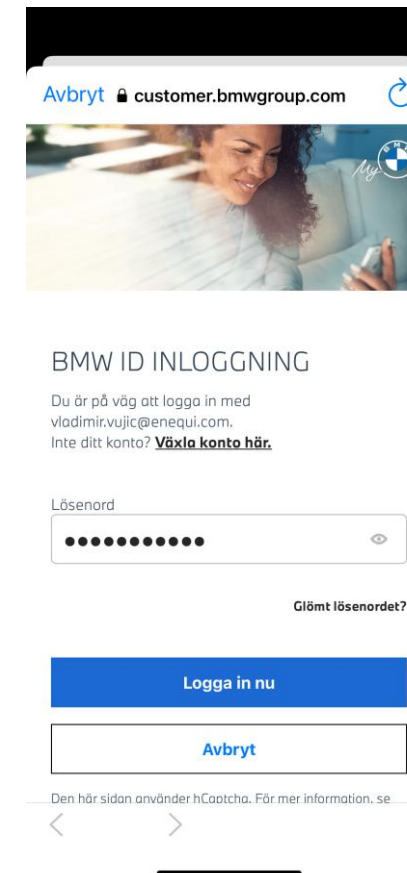 Avbryt customer.bmwgroup.com
My
BMW
BMW ID INLOGGNING
Du är på väg att logga in med
vladimir.vujic@enequi.com.
Inte ditt konto? Växla konto här.
Lösenord
●●●●●●●●●●●
Glömt lösenordet?
Logga in nu
Avbryt
Den här sidan använder hCaptcha. För mer information, se